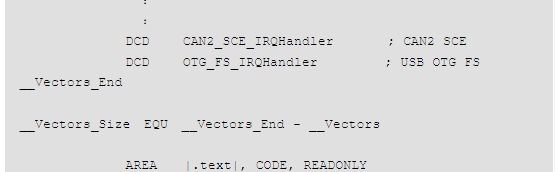 :
:
DCD CAN2_SCE_IRQHandler ; CAN2 SCE
DCD OTG_FS_IRQHandler ; USB OTG FS
__Vectors_End
__Vectors_Size EQU __Vectors_End - __Vectors
AREA |.text|, CODE, READONLY